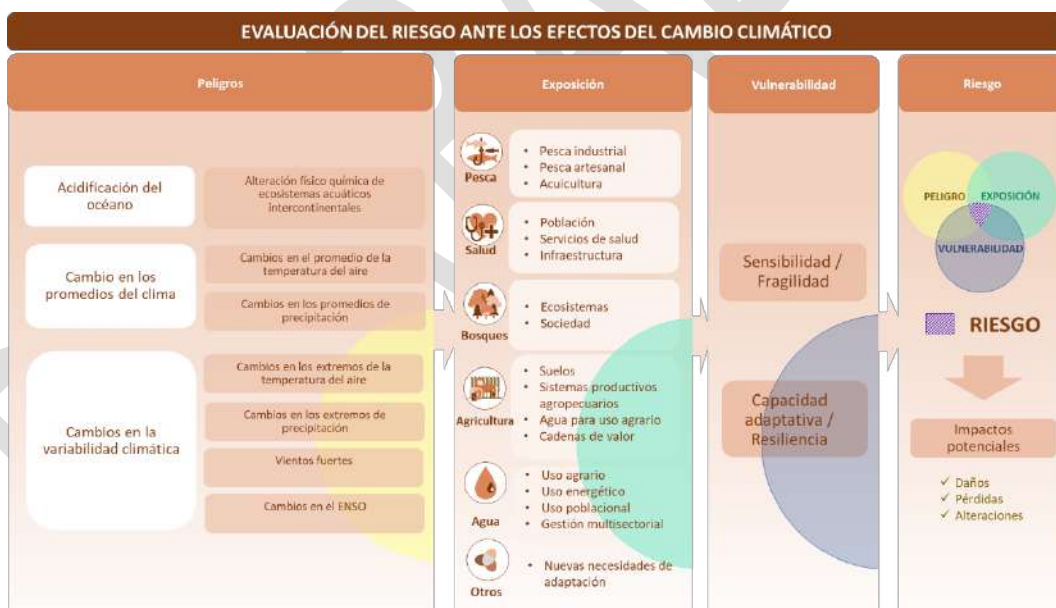 EVALUACIÓN DEL RIESGO ANTE LOS EFECTOS DEL CAMBIO CLIMÁTICO
Peligros
Acidificación del
océano
Alteración físico química de
ecosistemas acuáticos
intercontinentales
Cambio en los
promedios del clima
Cambios en el promedio de la
temperatura del aire
Cambios en los promedios de
precipitación
Cambios en la
variabilidad climática
Cambios en los extremos de la
temperatura del aire
Cambios en los extremos de
precipitación
Vientos fuertes
Cambios en el ENSO
Exposición
Pesca
• Pesca industrial
• Pesca artesanal
• Acuicultura
Salud
• Población
• Servicios de salud
• Infraestructura
Bosques
• Ecosistemas
• Sociedad
Agricultura
• Suelos
• Sistemas productivos
agropecuarios
• Agua para uso agrario
• Cadenas de valor
Agua
• Uso agrario
• Uso energético
• Uso poblacional
• Gestión multisectorial
Otros
• Nuevas necesidades de
adaptación
Vulnerabilidad
Sensibilidad /
Fragilidad
Capacidad
adaptativa /
Resiliencia
Riesgo
PELIGRO
EXPOSICIÓN
VULNERABILIDAD
RIESGO
Impactos
potenciales
✓ Daños
✓ Pérdidas
✓ Alteraciones